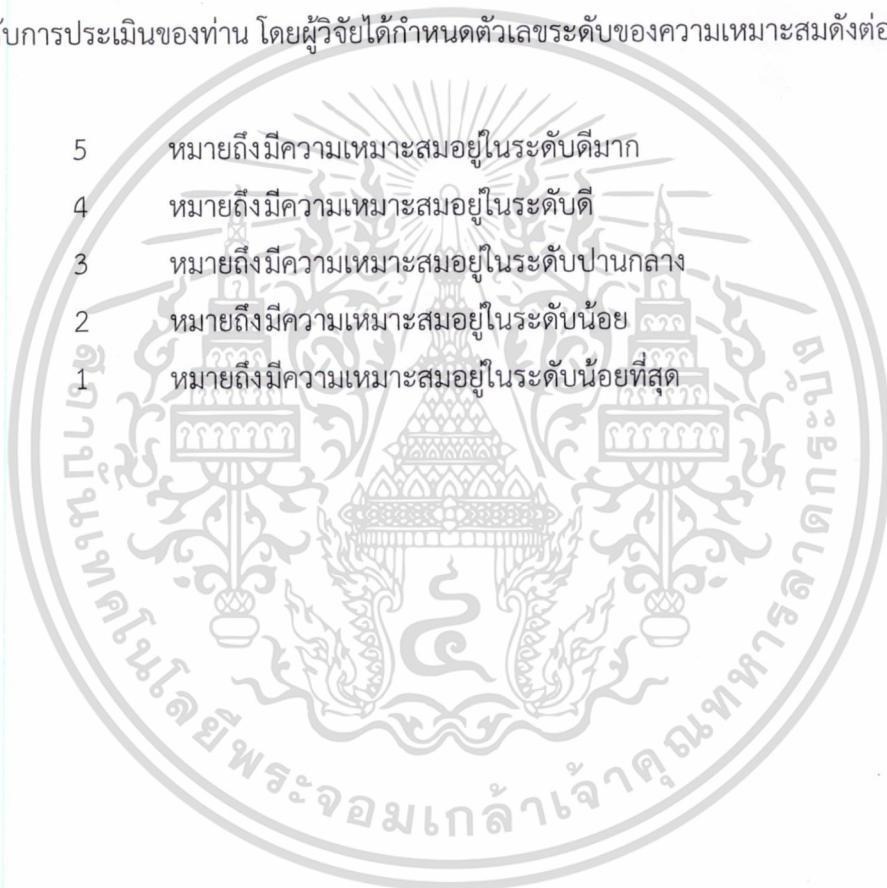 บการประเมินของท่าน โดยผู้วิจัยได้กำหนดตัวเลขระดับของความเหมาะสมดังต่อ
5 หมายถึงมีความเหมาะสมอยู่ในระดับดีมาก
4 หมายถึงมีความเหมาะสมอยู่ในระดับดี
3 หมายถึงมีความเหมาะสมอยู่ในระดับปานกลาง
2 หมายถึงมีความเหมาะสมอยู่ในระดับน้อย
1 หมายถึงมีความเหมาะสมอยู่ในระดับน้อยที่สุด
สถาบันเทคโนโลยีพระจอมเกล้าเจ้าคุณทหารลาดกระบัง
๔